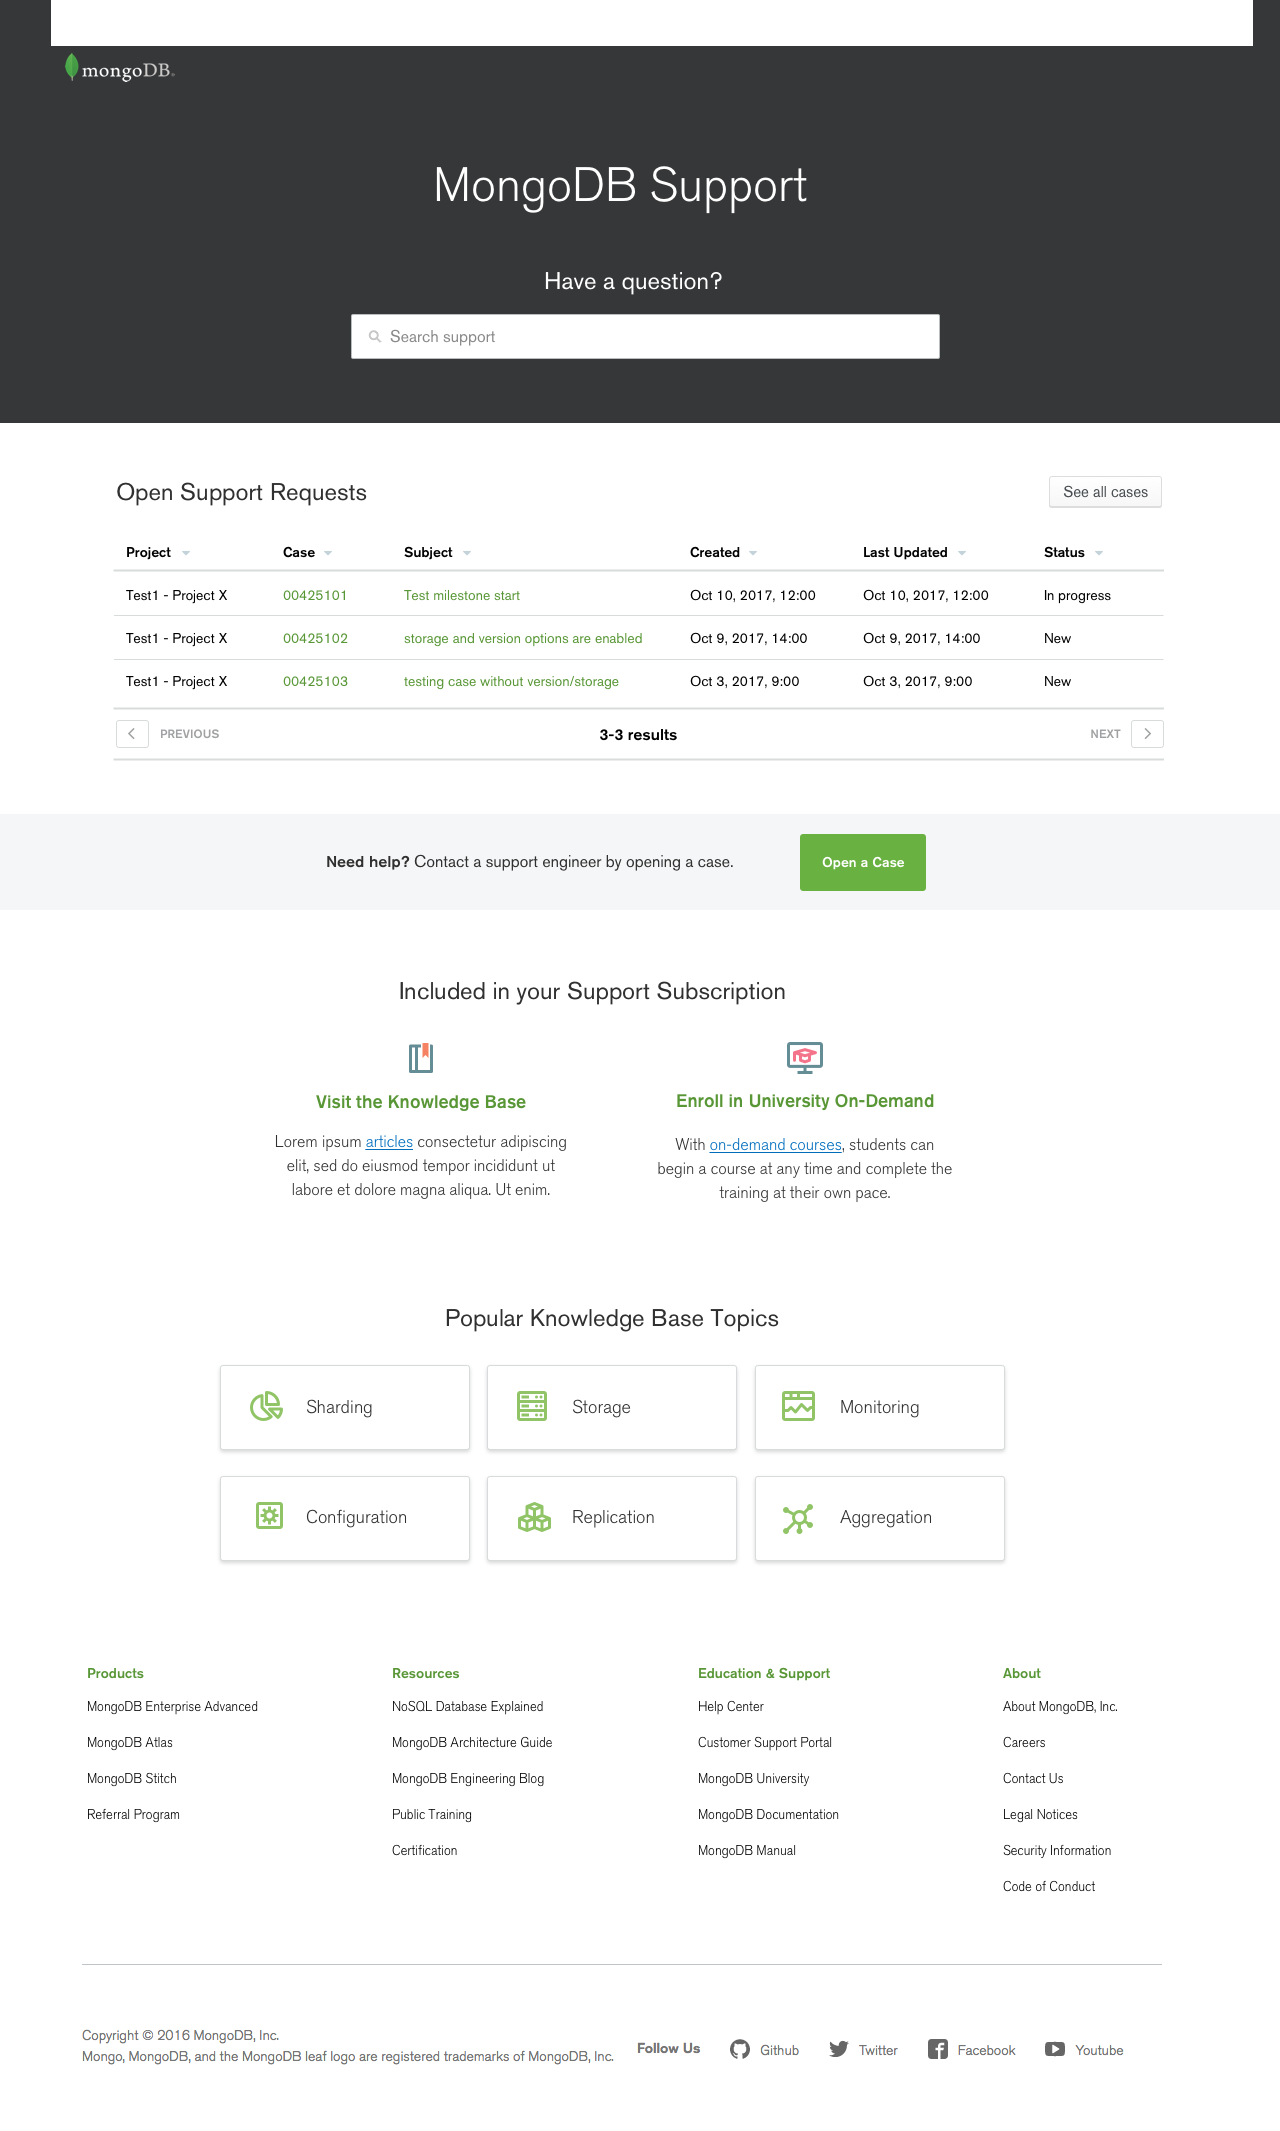 mongoDB
MongoDB Support
Have a question?
Search support
Open Support Requests
See all cases
Project Case Subject Created Last Updated Status
Test1 - Project X 00425101 Test milestone start Oct 10, 2017, 12:00 Oct 10, 2017, 12:00 In progress
Test1 - Project X 00425102 storage and version options are enabled Oct 9, 2017, 14:00 Oct 9, 2017, 14:00 New
Test1 - Project X 00425103 testing case without version/storage Oct 3, 2017, 9:00 Oct 3, 2017, 9:00 New
PREVIOUS 3-3 results NEXT
Need help? Contact a support engineer by opening a case. Open a Case
Included in your Support Subscription
Visit the Knowledge Base
Lorem ipsum articles consectetur adipiscing
elit, sed do eiusmod tempor incididunt ut
labore et dolore magna aliqua. Ut enim.
Enroll in University On-Demand
With on-demand courses, students can
begin a course at any time and complete the
training at their own pace.
Popular Knowledge Base Topics
Sharding
Storage
Monitoring
Configuration
Replication
Aggregation
Products
MongoDB Enterprise Advanced
MongoDB Atlas
MongoDB Stitch
Referral Program
Resources
NoSQL Database Explained
MongoDB Architecture Guide
MongoDB Engineering Blog
Public Training
Certification
Education & Support
Help Center
Customer Support Portal
MongoDB University
MongoDB Documentation
MongoDB Manual
About
About MongoDB, Inc.
Careers
Contact Us
Legal Notices
Security Information
Code of Conduct
Copyright © 2016 MongoDB, Inc.
Mongo, MongoDB, and the MongoDB leaf logo are registered trademarks of MongoDB, Inc.
Follow Us Github Twitter Facebook Youtube